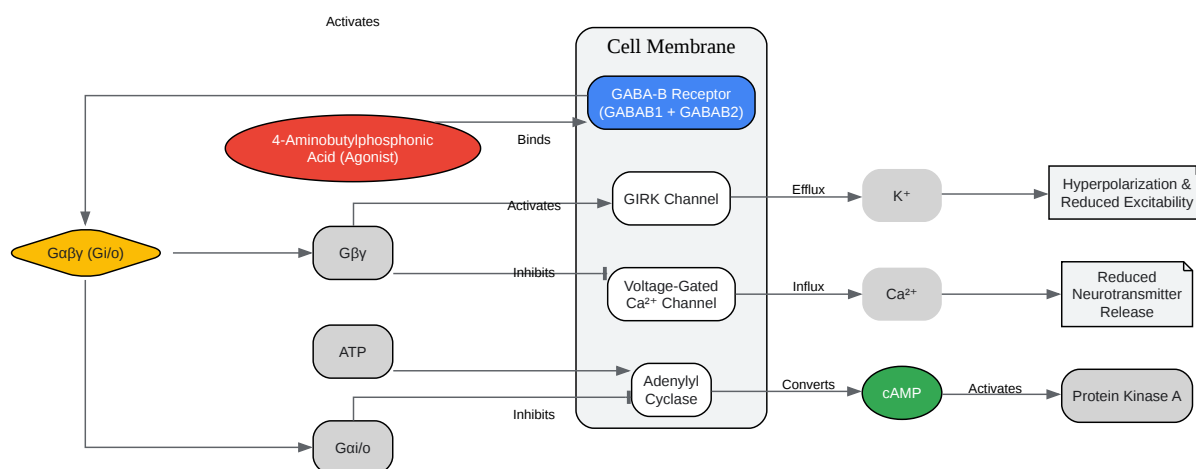 Activates
Cell Membrane
GABA-B Receptor
(GABAB1 + GABAB2)
4-Aminobutylphosphonic
Acid (Agonist)
Binds
GIRK Channel
Efflux
K⁺
Hyperpolarization &
Reduced Excitability
Activates
Gαβγ (Gi/o)
Gβγ
Inhibits
Voltage-Gated
Ca²⁺ Channel
Influx
Ca²⁺
Reduced
Neurotransmitter
Release
ATP
Adenylyl
Cyclase
Converts
cAMP
Activates
Protein Kinase A
Inhibits
Gαi/o